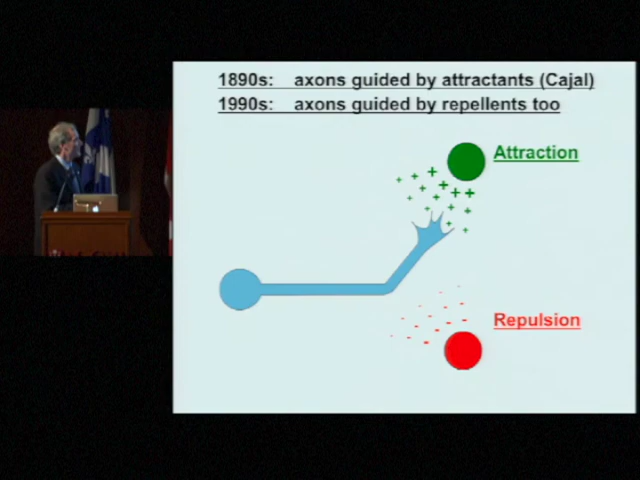 1890s: axons guided by attractants (Cajal)
1990s: axons guided by repellents too
Attraction
Repulsion